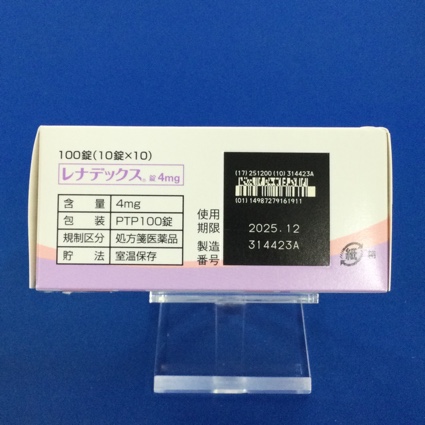 100錠(10錠×10)
レナデックス® 錠4mg
含量 4mg
包装 PTP100錠
規制区分 処方箋医薬品
貯法 室温保存
(17) 251200 (10) 314423A
(01) 14987279161911
使用期限 2025.12
製造番号 314423A
紙
箱